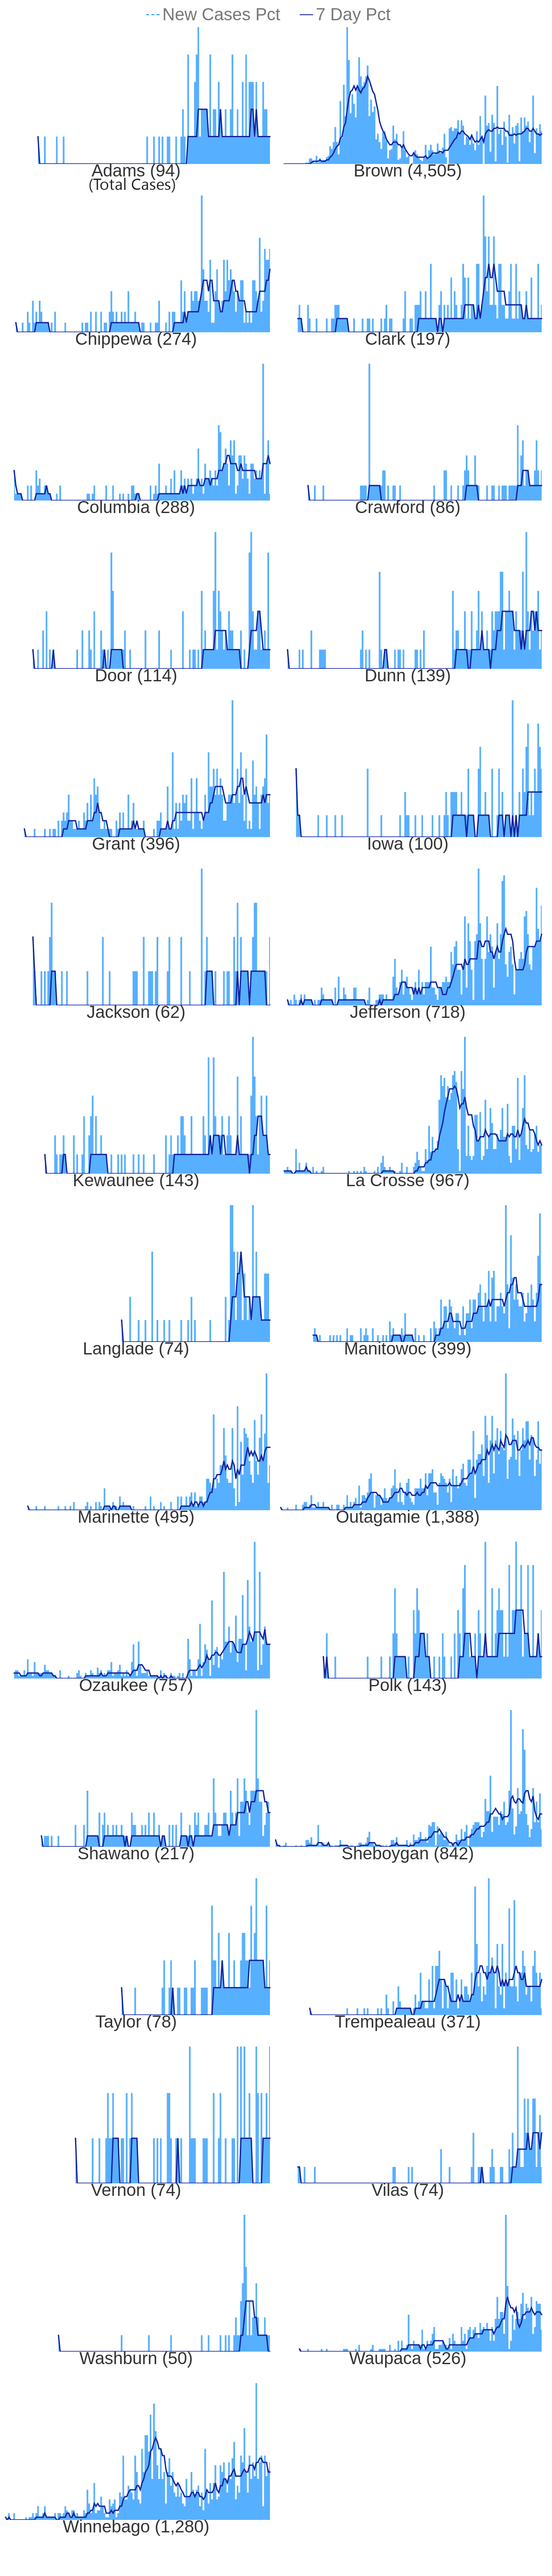 New Cases Pct 7 Day Pct
Adams (94) Brown (4,505)
(Total Cases)
Chippewa (274) Clark (197)
Columbia (288) Crawford (86)
Door (114) Dunn (139)
Grant (396) Iowa (100)
Jackson (62) Jefferson (718)
Kewaunee (143) La Crosse (967)
Langlade (74) Manitowoc (399)
Marinette (495) Outagamie (1,388)
Ozaukee (757) Polk (143)
Shawano (217) Sheboygan (842)
Taylor (78) Trempealeau (371)
Vernon (74) Vilas (74)
Washburn (50) Waupaca (526)
Winnebago (1,280)